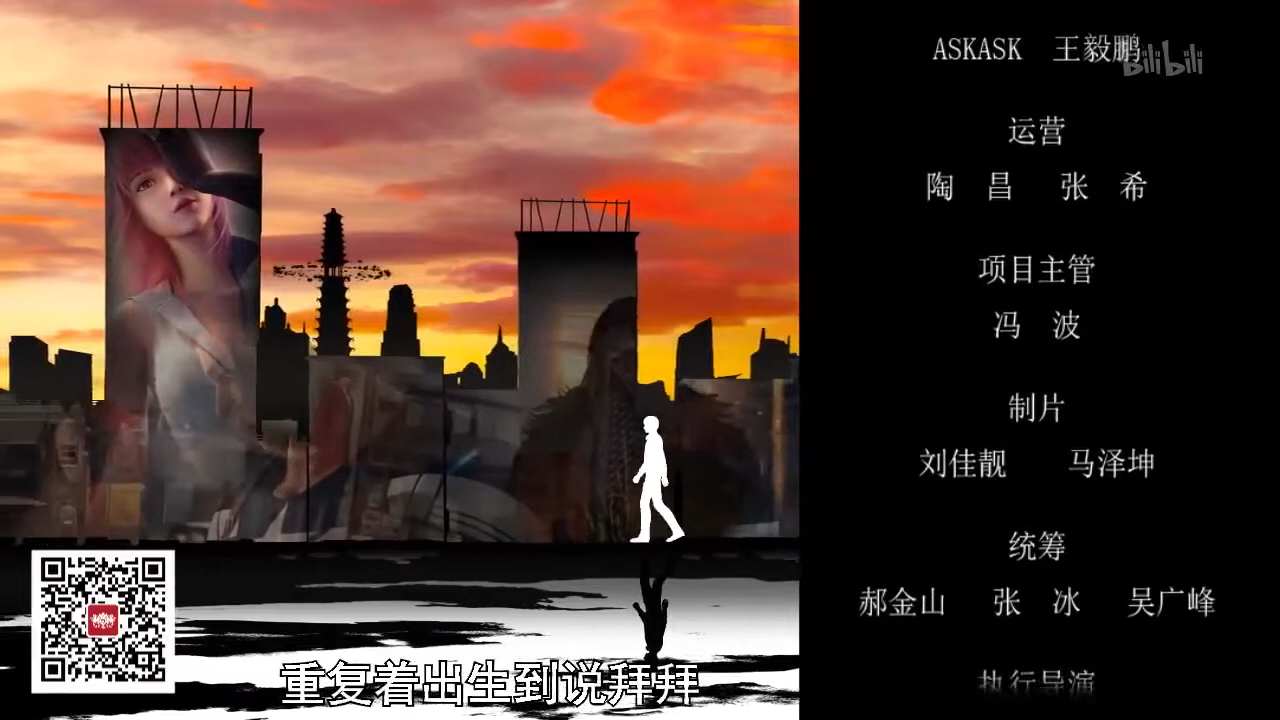 ASKASK 王毅鹏
bilibili
运营
陶昌 张希
项目主管
冯波
制片
刘佳靓 马泽坤
统筹
郝金山 张冰 吴广峰
执行导演
重复着出生到说拜拜